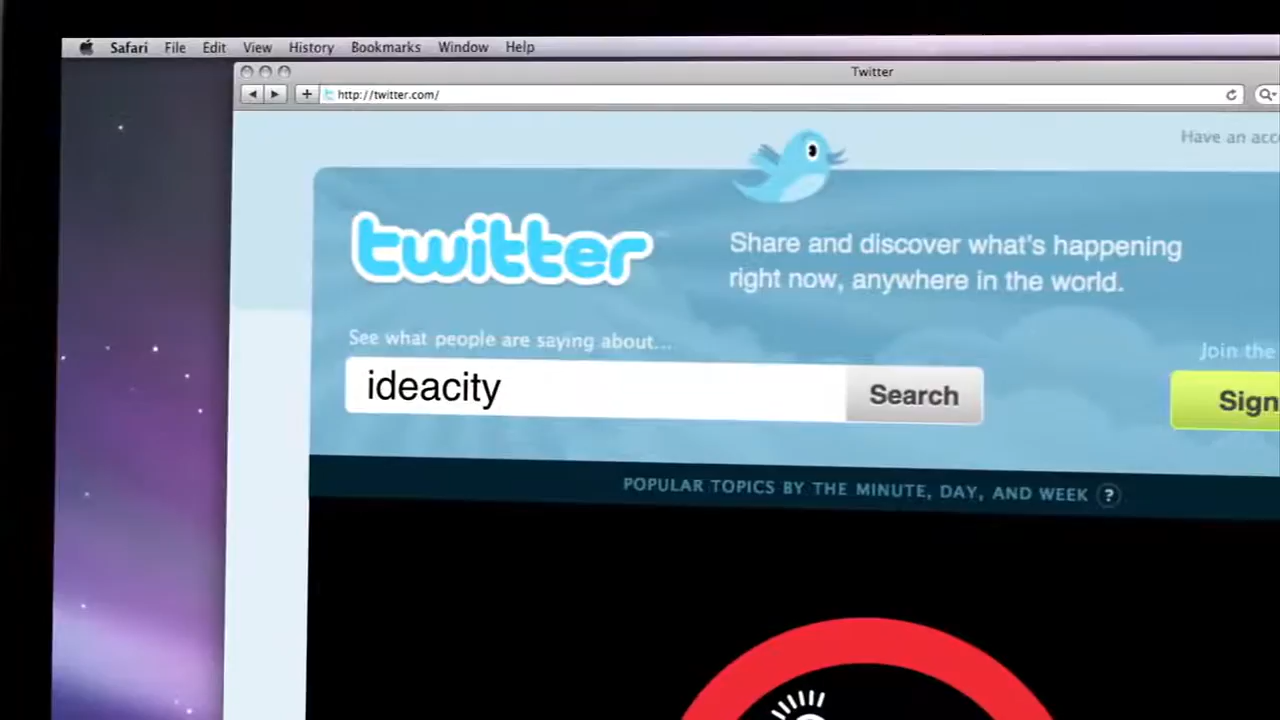 Safari File Edit View History Bookmarks Window Help
Twitter
http://twitter.com/
Have an
twitter
Share and discover what's happening
right now, anywhere in the world.
See what people are saying about...
Join the
ideacity
Search
Sign
POPULAR TOPICS BY THE MINUTE, DAY, AND WEEK ?